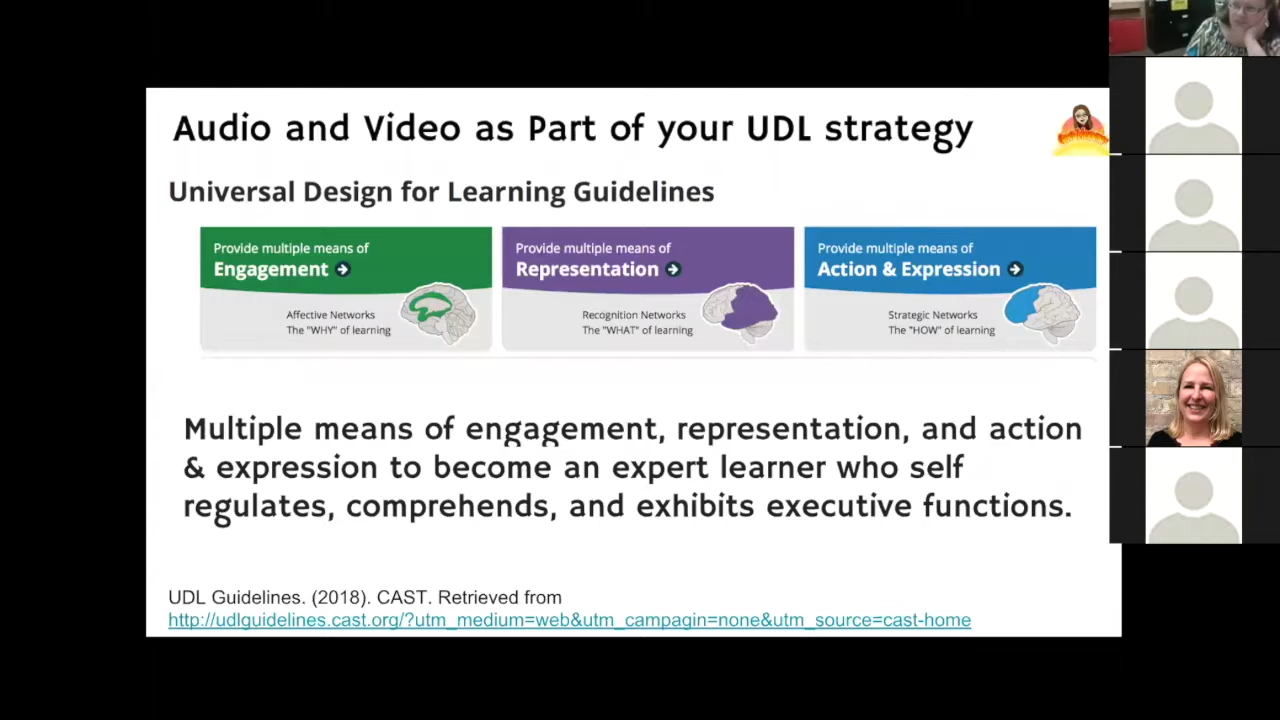 Audio and Video as Part of your UDL strategy
Universal Design for Learning Guidelines
Provide multiple means of
Engagement
Affective Networks
The "WHY" of learning
Provide multiple means of
Representation
Recognition Networks
The "WHAT" of learning
Provide multiple means of
Action & Expression
Strategic Networks
The "HOW" of learning
Multiple means of engagement, representation, and action
& expression to become an expert learner who self
regulates, comprehends, and exhibits executive functions.
UDL Guidelines. (2018). CAST. Retrieved from
http://udlguidelines.cast.org/?utm_medium=web&utm_campagin=none&utm_source=cast-home